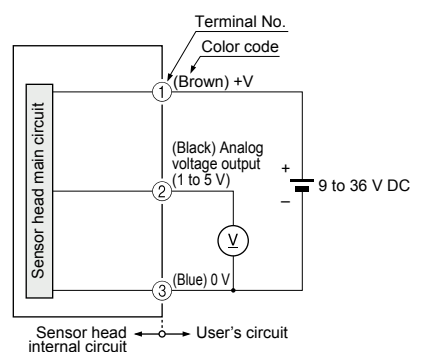 Terminal No.
Color code
1
(Brown) +V
Sensor head main circuit
(Black) Analog
voltage output
(1 to 5 V)
2
+
9 to 36 V DC
–
V
3
(Blue) 0 V
Sensor head
internal circuit
User's circuit